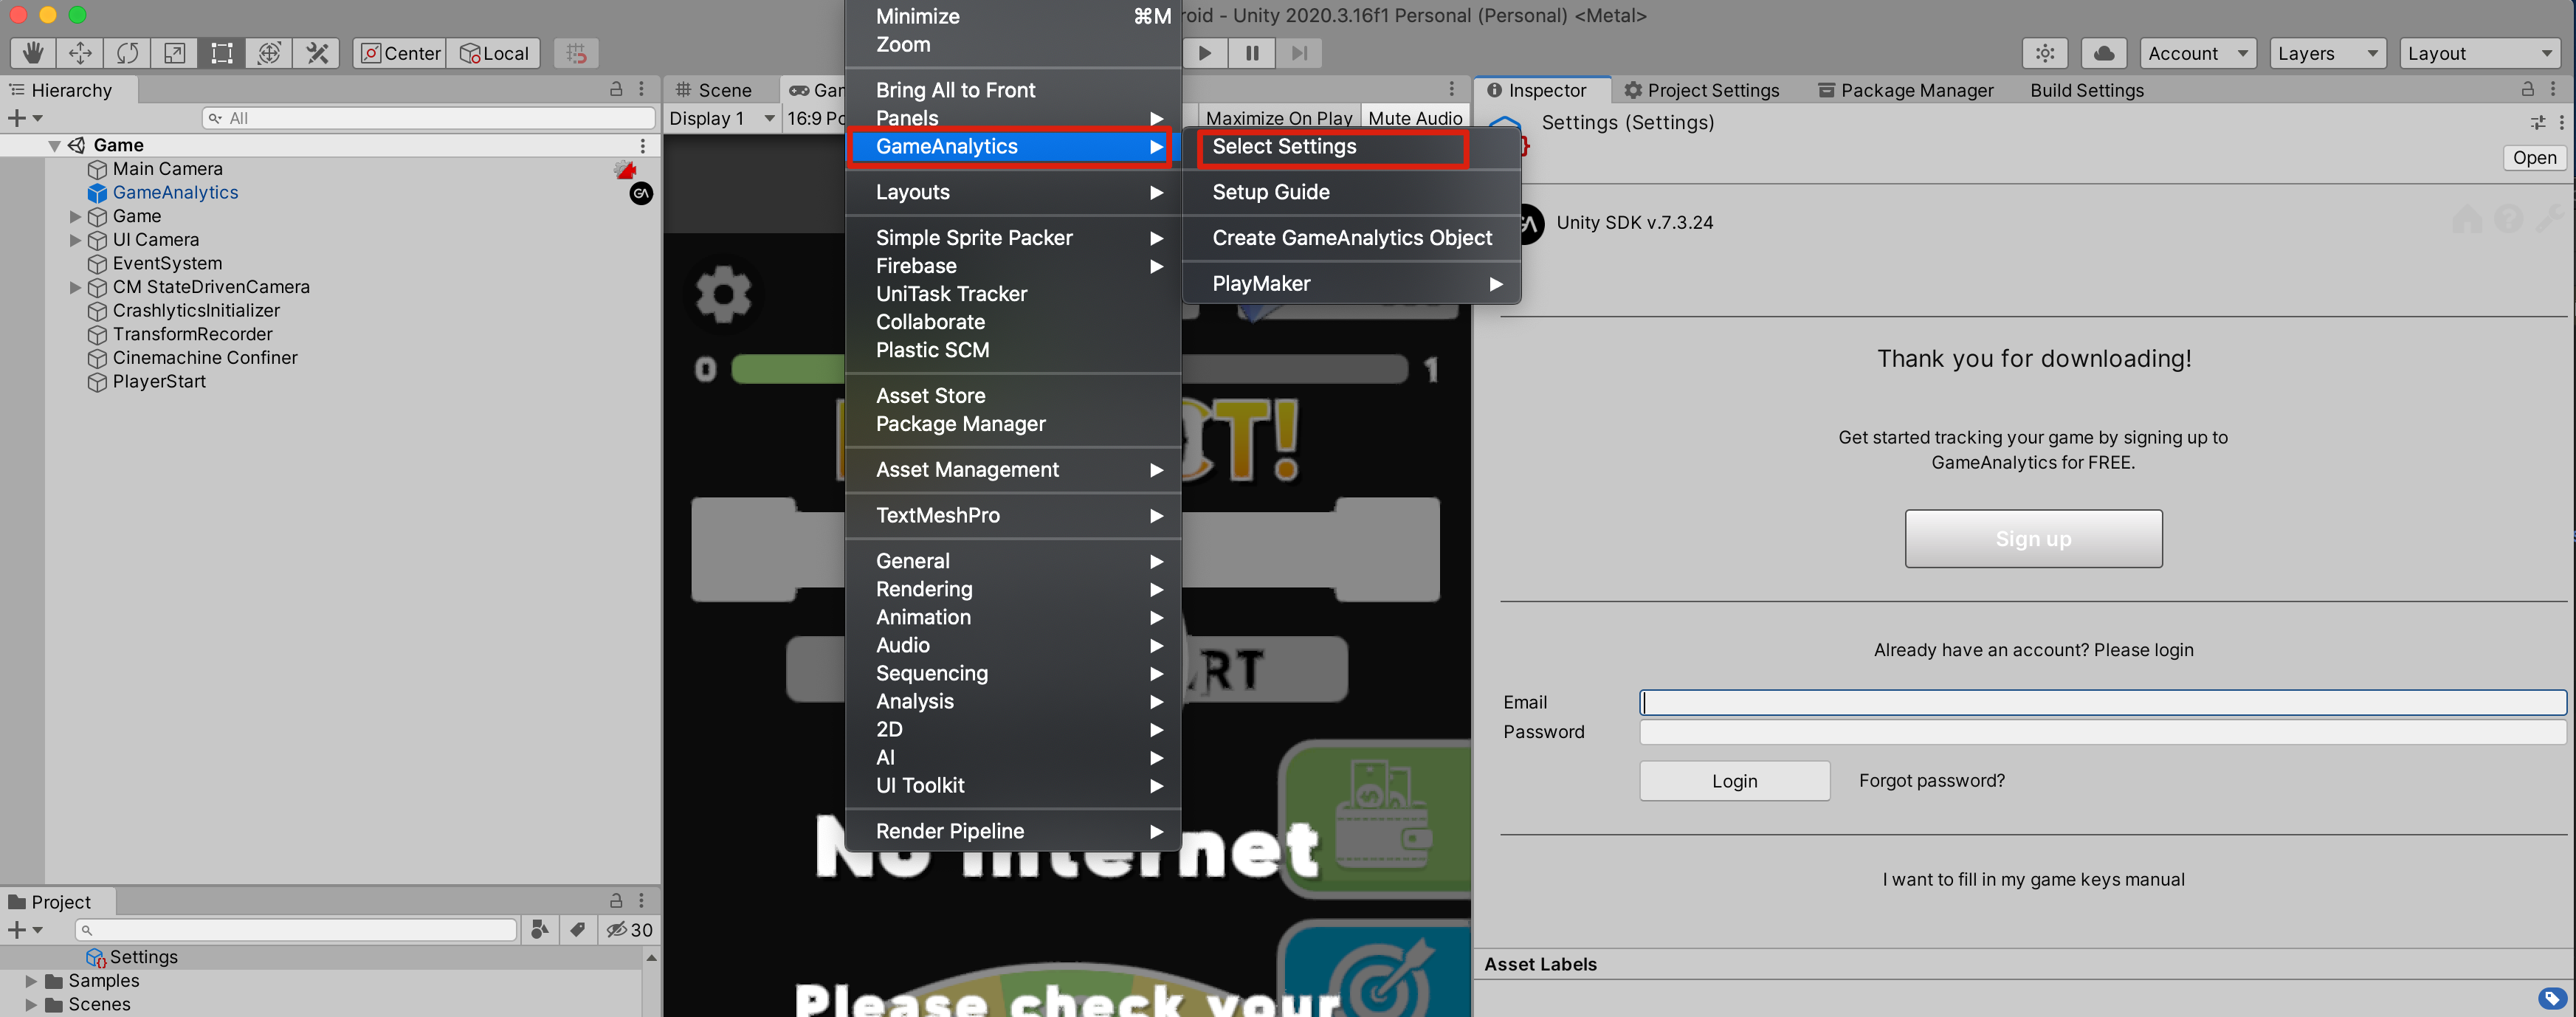 Minimize ⌘M
Zoom
Bring All to Front
Panels
GameAnalytics
Layouts
Simple Sprite Packer
Firebase
UniTask Tracker
Collaborate
Plastic SCM
Asset Store
Package Manager
Asset Management
TextMeshPro
General
Rendering
Animation
Audio
Sequencing
Analysis
2D
AI
UI Toolkit
Render Pipeline
Select Settings
Setup Guide
Create GameAnalytics Object
PlayMaker
roid - Unity 2020.3.16f1 Personal (Personal) <Metal>
Center
Local
Account
Layers
Layout
Hierarchy
All
Game
Main Camera
GameAnalytics
GA
Game
UI Camera
EventSystem
CM StateDrivenCamera
CrashlyticsInitializer
TransformRecorder
Cinemachine Confiner
PlayerStart
Project
30
Settings
Samples
Scenes
Scene
Display 1
Maximize On Play
Mute Audio
0
1
T!
RT
No internet
Please check your
Inspector
Project Settings
Package Manager
Build Settings
Settings (Settings)
Open
Unity SDK v.7.3.24
Thank you for downloading!
Get started tracking your game by signing up to
GameAnalytics for FREE.
Sign up
Already have an account? Please login
Email
Password
Login
Forgot password?
I want to fill in my game keys manual
Asset Labels